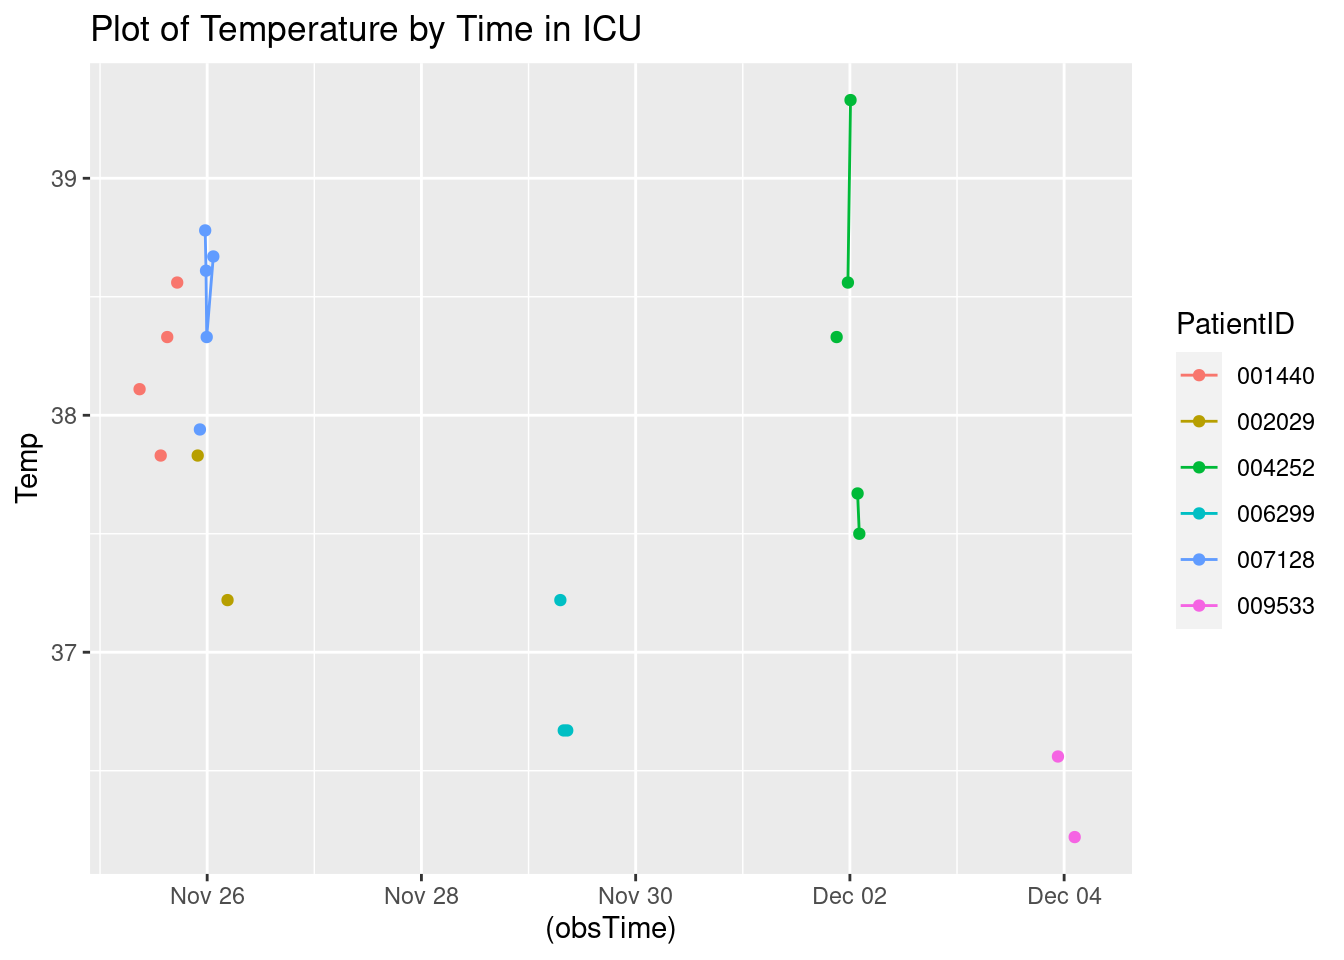 Plot of Temperature by Time in ICU
39
38
37
Temp
Nov 26 Nov 28 Nov 30 Dec 02 Dec 04
(obsTime)
PatientID
001440
002029
004252
006299
007128
009533